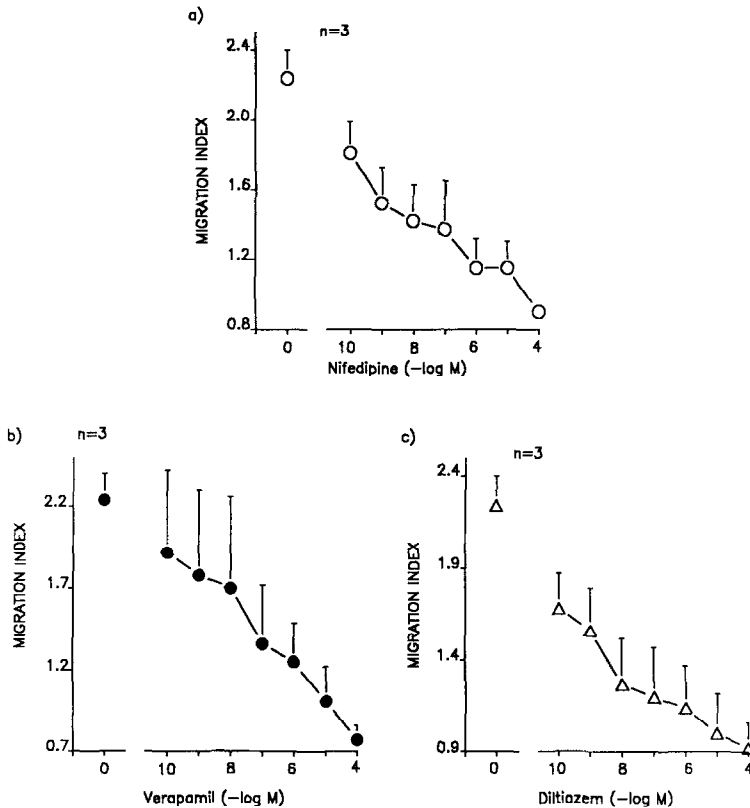 a)
n=3
2.4
2.0
1.6
1.2
0.8
MIGRATION INDEX
0 10 8 6 4
Nifedipine (−log M)
b)
n=3
2.2
1.7
1.2
0.7
MIGRATION INDEX
0 10 8 6 4
Verapamil (−log M)
c)
n=3
2.4
1.9
1.4
0.9
MIGRATION INDEX
0 10 8 6 4
Diltiazem (−log M)